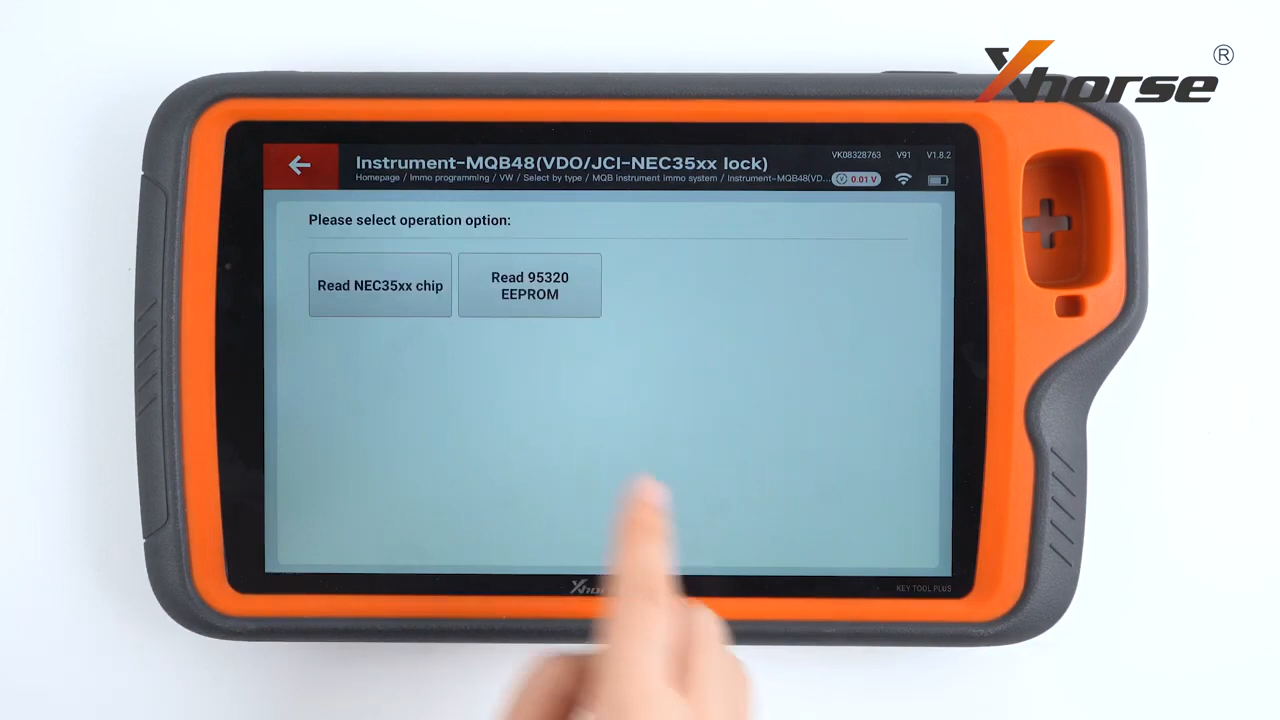 Xhorse®
Instrument-MQB48(VDO/JCI-NEC35xx lock)
VK08328763 V91 V1.8.2
Homepage / Immo programming / VW / Select by type / MQB instrument immo system / Instrument-MQB48(VD...
0.01 V
Please select operation option:
Read NEC35xx chip
Read 95320
EEPROM
Xhorse
KEY TOOL PLUS